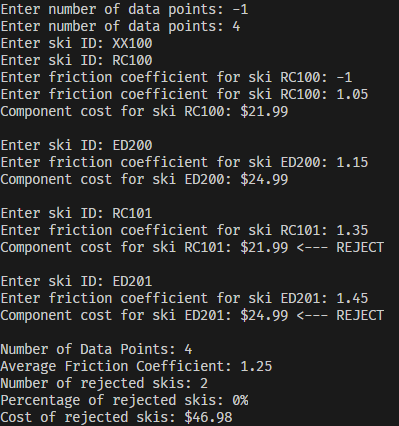 Enter number of data points: -1
Enter number of data points: 4
Enter ski ID: XX100
Enter ski ID: RC100
Enter friction coefficient for ski RC100: -1
Enter friction coefficient for ski RC100: 1.05
Component cost for ski RC100: $21.99
Enter ski ID: ED200
Enter friction coefficient for ski ED200: 1.15
Component cost for ski ED200: $24.99
Enter ski ID: RC101
Enter friction coefficient for ski RC101: 1.35
Component cost for ski RC101: $21.99 <--- REJECT
Enter ski ID: ED201
Enter friction coefficient for ski ED201: 1.45
Component cost for ski ED201: $24.99 <--- REJECT
Number of Data Points: 4
Average Friction Coefficient: 1.25
Number of rejected skis: 2
Percentage of rejected skis: 0%
Cost of rejected skis: $46.98